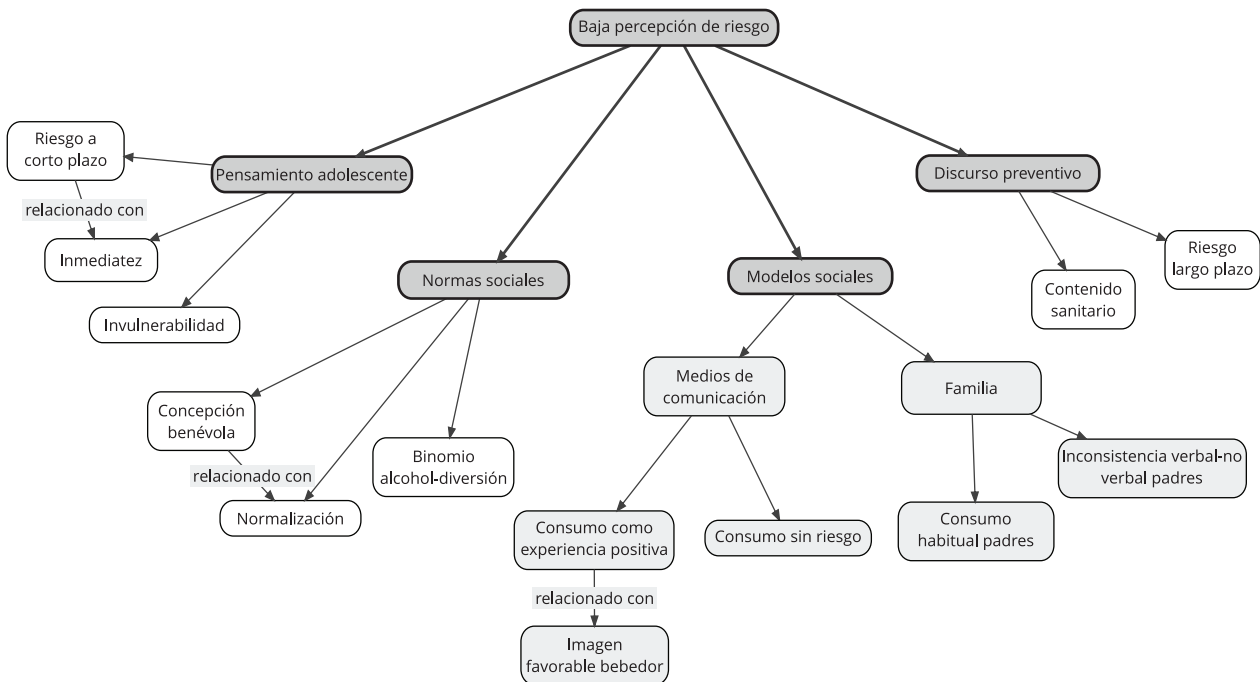 Baja percepción de riesgo
Riesgo a
corto plazo
Pensamiento adolescente
Discurso preventivo
relacionado con
Inmediatez
Riesgo
largo plazo
Normas sociales
Modelos sociales
Contenido
sanitario
Invulnerabilidad
Medios de
comunicación
Familia
Concepción
benévola
Binomio
alcohol-diversión
Inconsistencia verbal-no
verbal padres
relacionado con
Normalización
Consumo como
experiencia positiva
Consumo sin riesgo
Consumo
habitual padres
relacionado con
Imagen
favorable bebedor